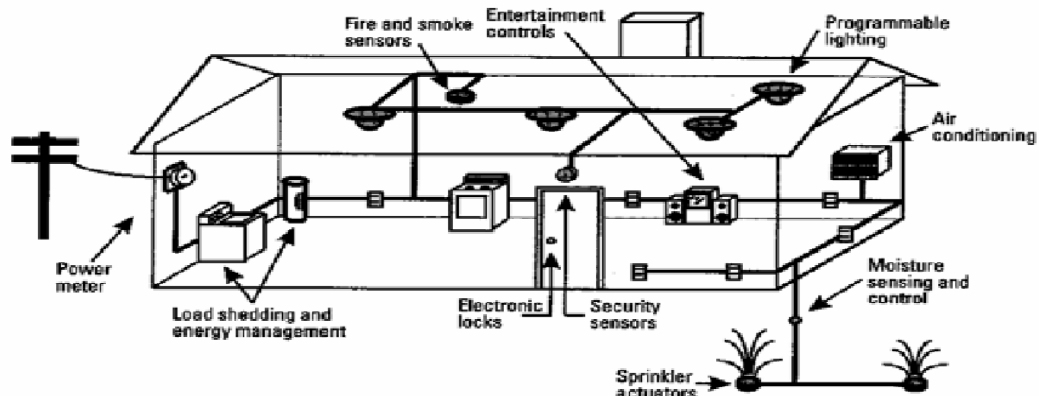 Fire and smoke
sensors
Entertainment
controls
Programmable
lighting
Air
conditioning
Power
meter
Load shedding and
energy management
Electronic
locks
Security
sensors
Moisture
sensing and
control
Sprinkler
actuators